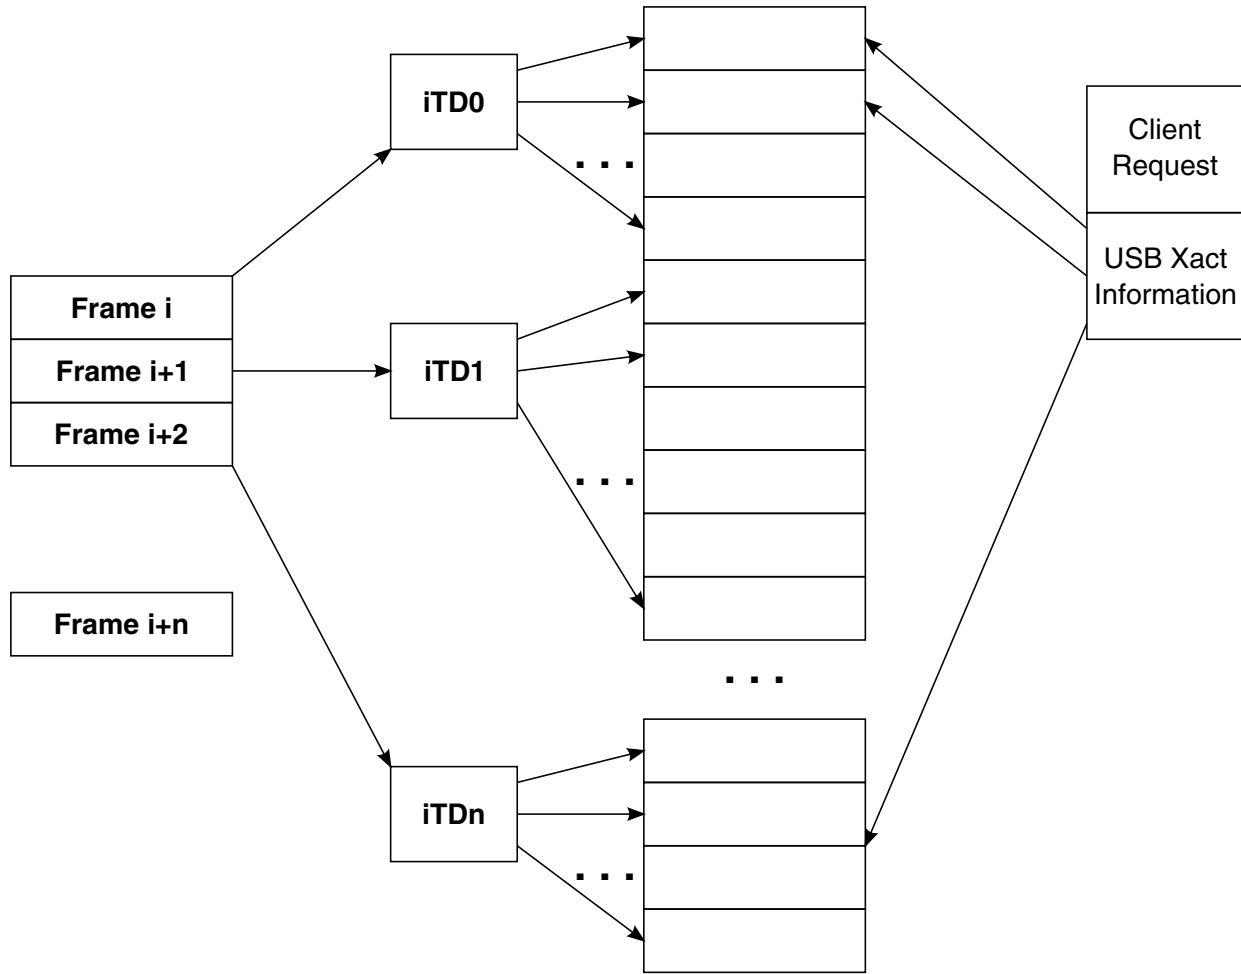 iTD0
. . .
Client
Request
USB Xact
Information
Frame i
Frame i+1
Frame i+2
iTD1
. . .
Frame i+n
. . .
iTDn
. . .